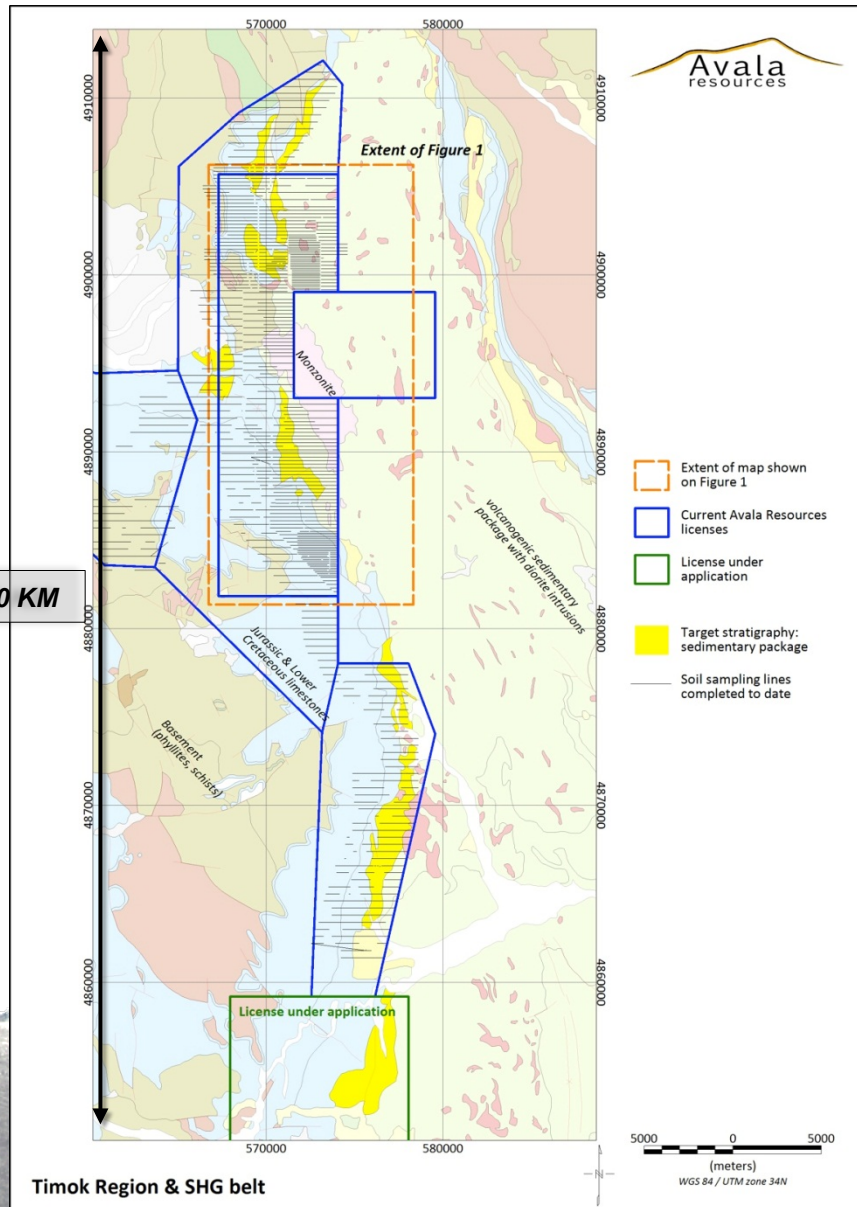 570000
580000
Avala
resources
4910000
4910000
Extent of Figure 1
4900000
4900000
Monzonite
4890000
4890000
Extent of map shown
on Figure 1
Current Avala Resources
licenses
License under
application
volcanogenic sedimentary
package with diorite intrusions
0 KM
4880000
4880000
Target stratigraphy:
sedimentary package
Jurassic & Lower
Cretaceous limestones
Soil sampling lines
completed to date
Basement
(phyllites, schists)
4870000
4870000
4860000
4860000
License under application
570000
580000
5000
0
5000
(meters)
WGS 84 / UTM zone 34N
N
Timok Region & SHG belt